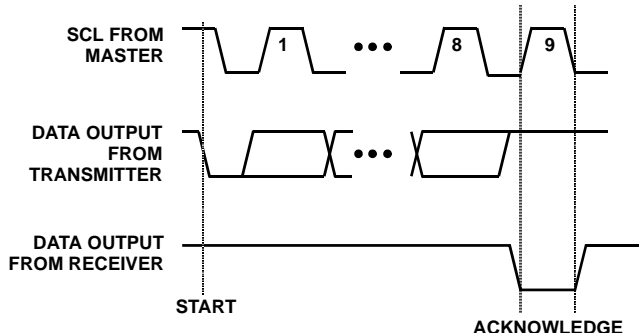 SCL FROM
MASTER
1
8
9
DATA OUTPUT
FROM
TRANSMITTER
DATA OUTPUT
FROM RECEIVER
START
ACKNOWLEDGE